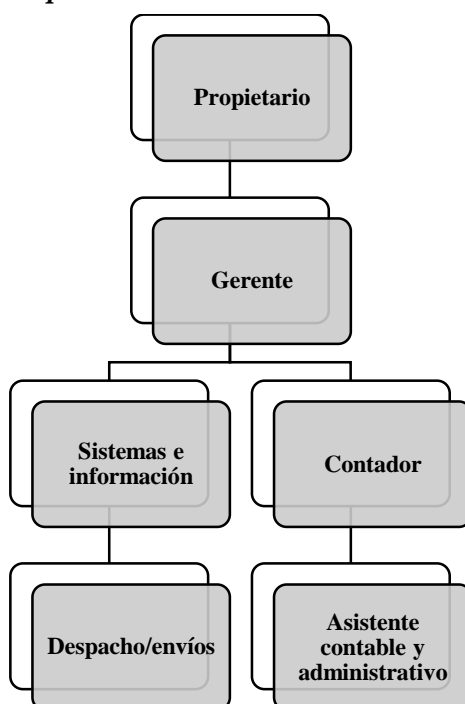 Propietario
Gerente
Sistemas e
información
Contador
Despacho/envíos
Asistente
contable y
administrativo